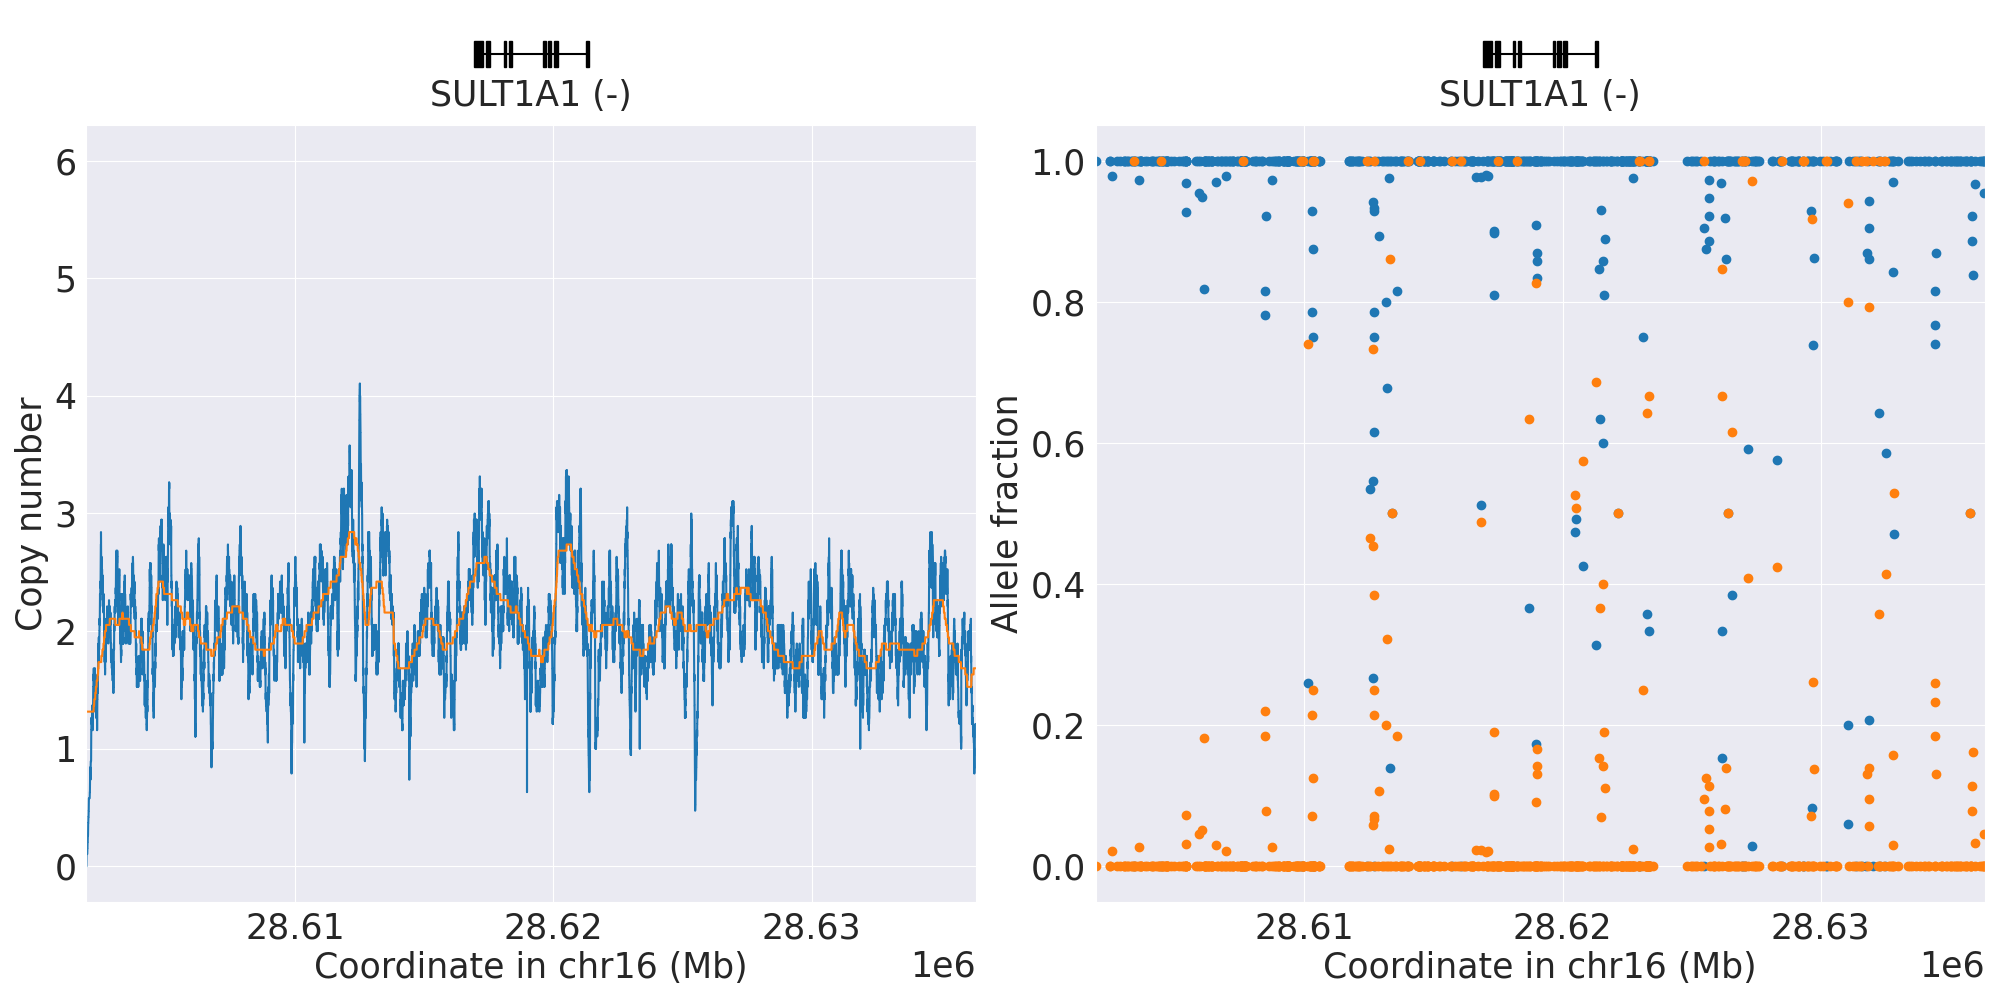 SULT1A1 (-)
Copy number
6
5
4
3
2
1
0
28.61
28.62
28.63
Coordinate in chr16 (Mb)
1e6
SULT1A1 (-)
Allele fraction
1.0
0.8
0.6
0.4
0.2
0.0
28.61
28.62
28.63
Coordinate in chr16 (Mb)
1e6